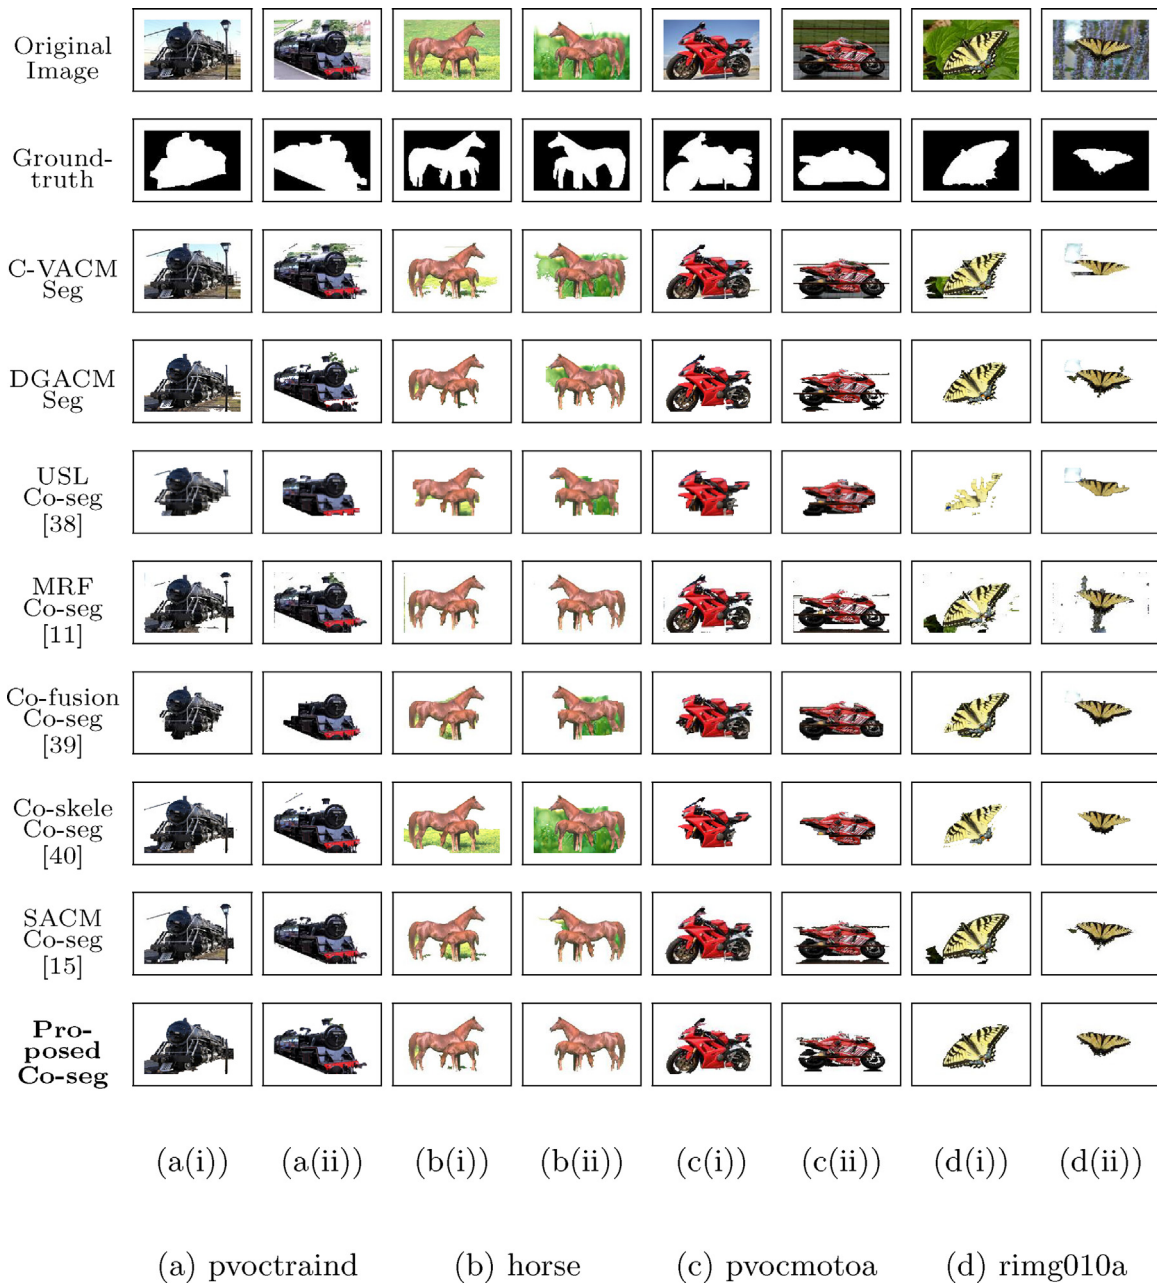 Original
Image
Ground-
truth
C-VACM
Seg
DGACM
Seg
USL
Co-seg
[38]
MRF
Co-seg
[11]
Co-fusion
Co-seg
[39]
Co-skele
Co-seg
[40]
SACM
Co-seg
[15]
Pro-
posed
Co-seg
(a(i)) (a(ii)) (b(i)) (b(ii)) (c(i)) (c(ii)) (d(i)) (d(ii))
(a) pvoctraind (b) horse (c) pvocmotoa (d) rimg010a